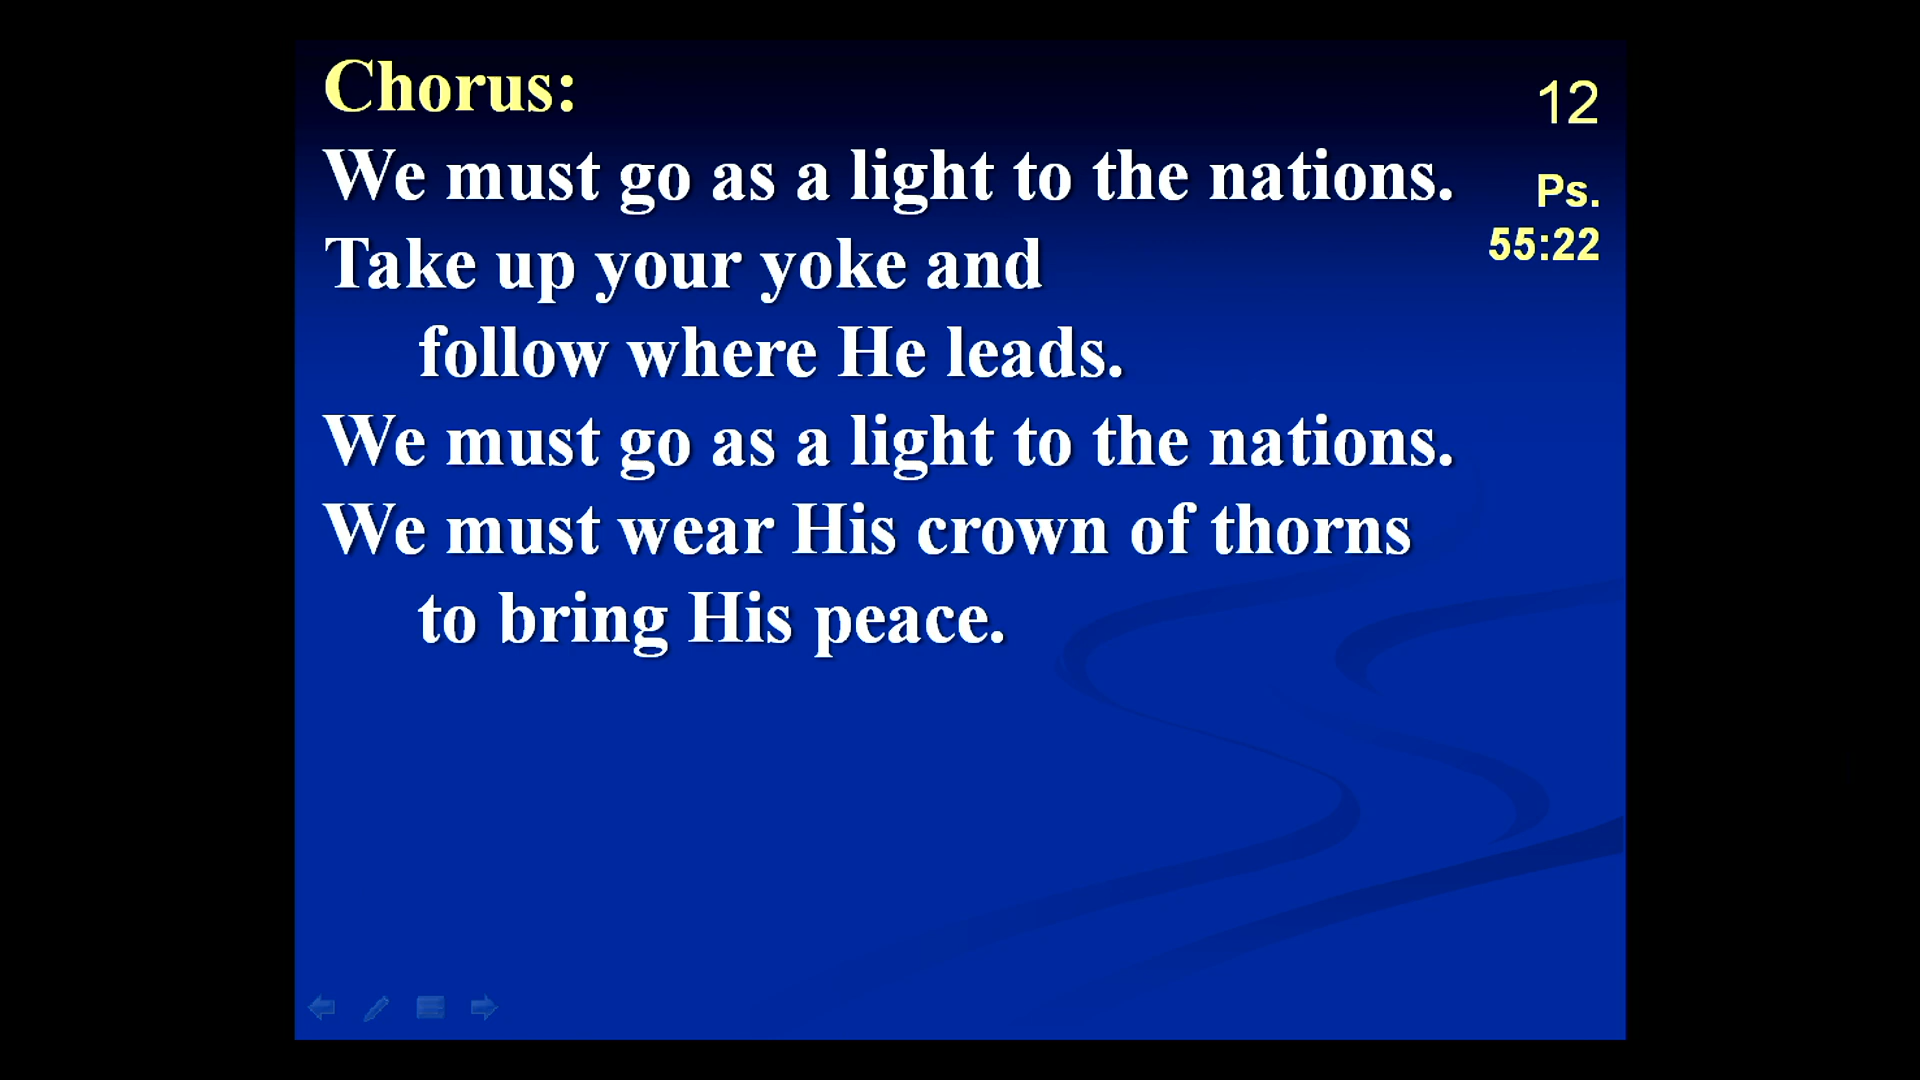 Chorus:
12
We must go as a light to the nations.
Ps.
55:22
Take up your yoke and
follow where He leads.
We must go as a light to the nations.
We must wear His crown of thorns
to bring His peace.